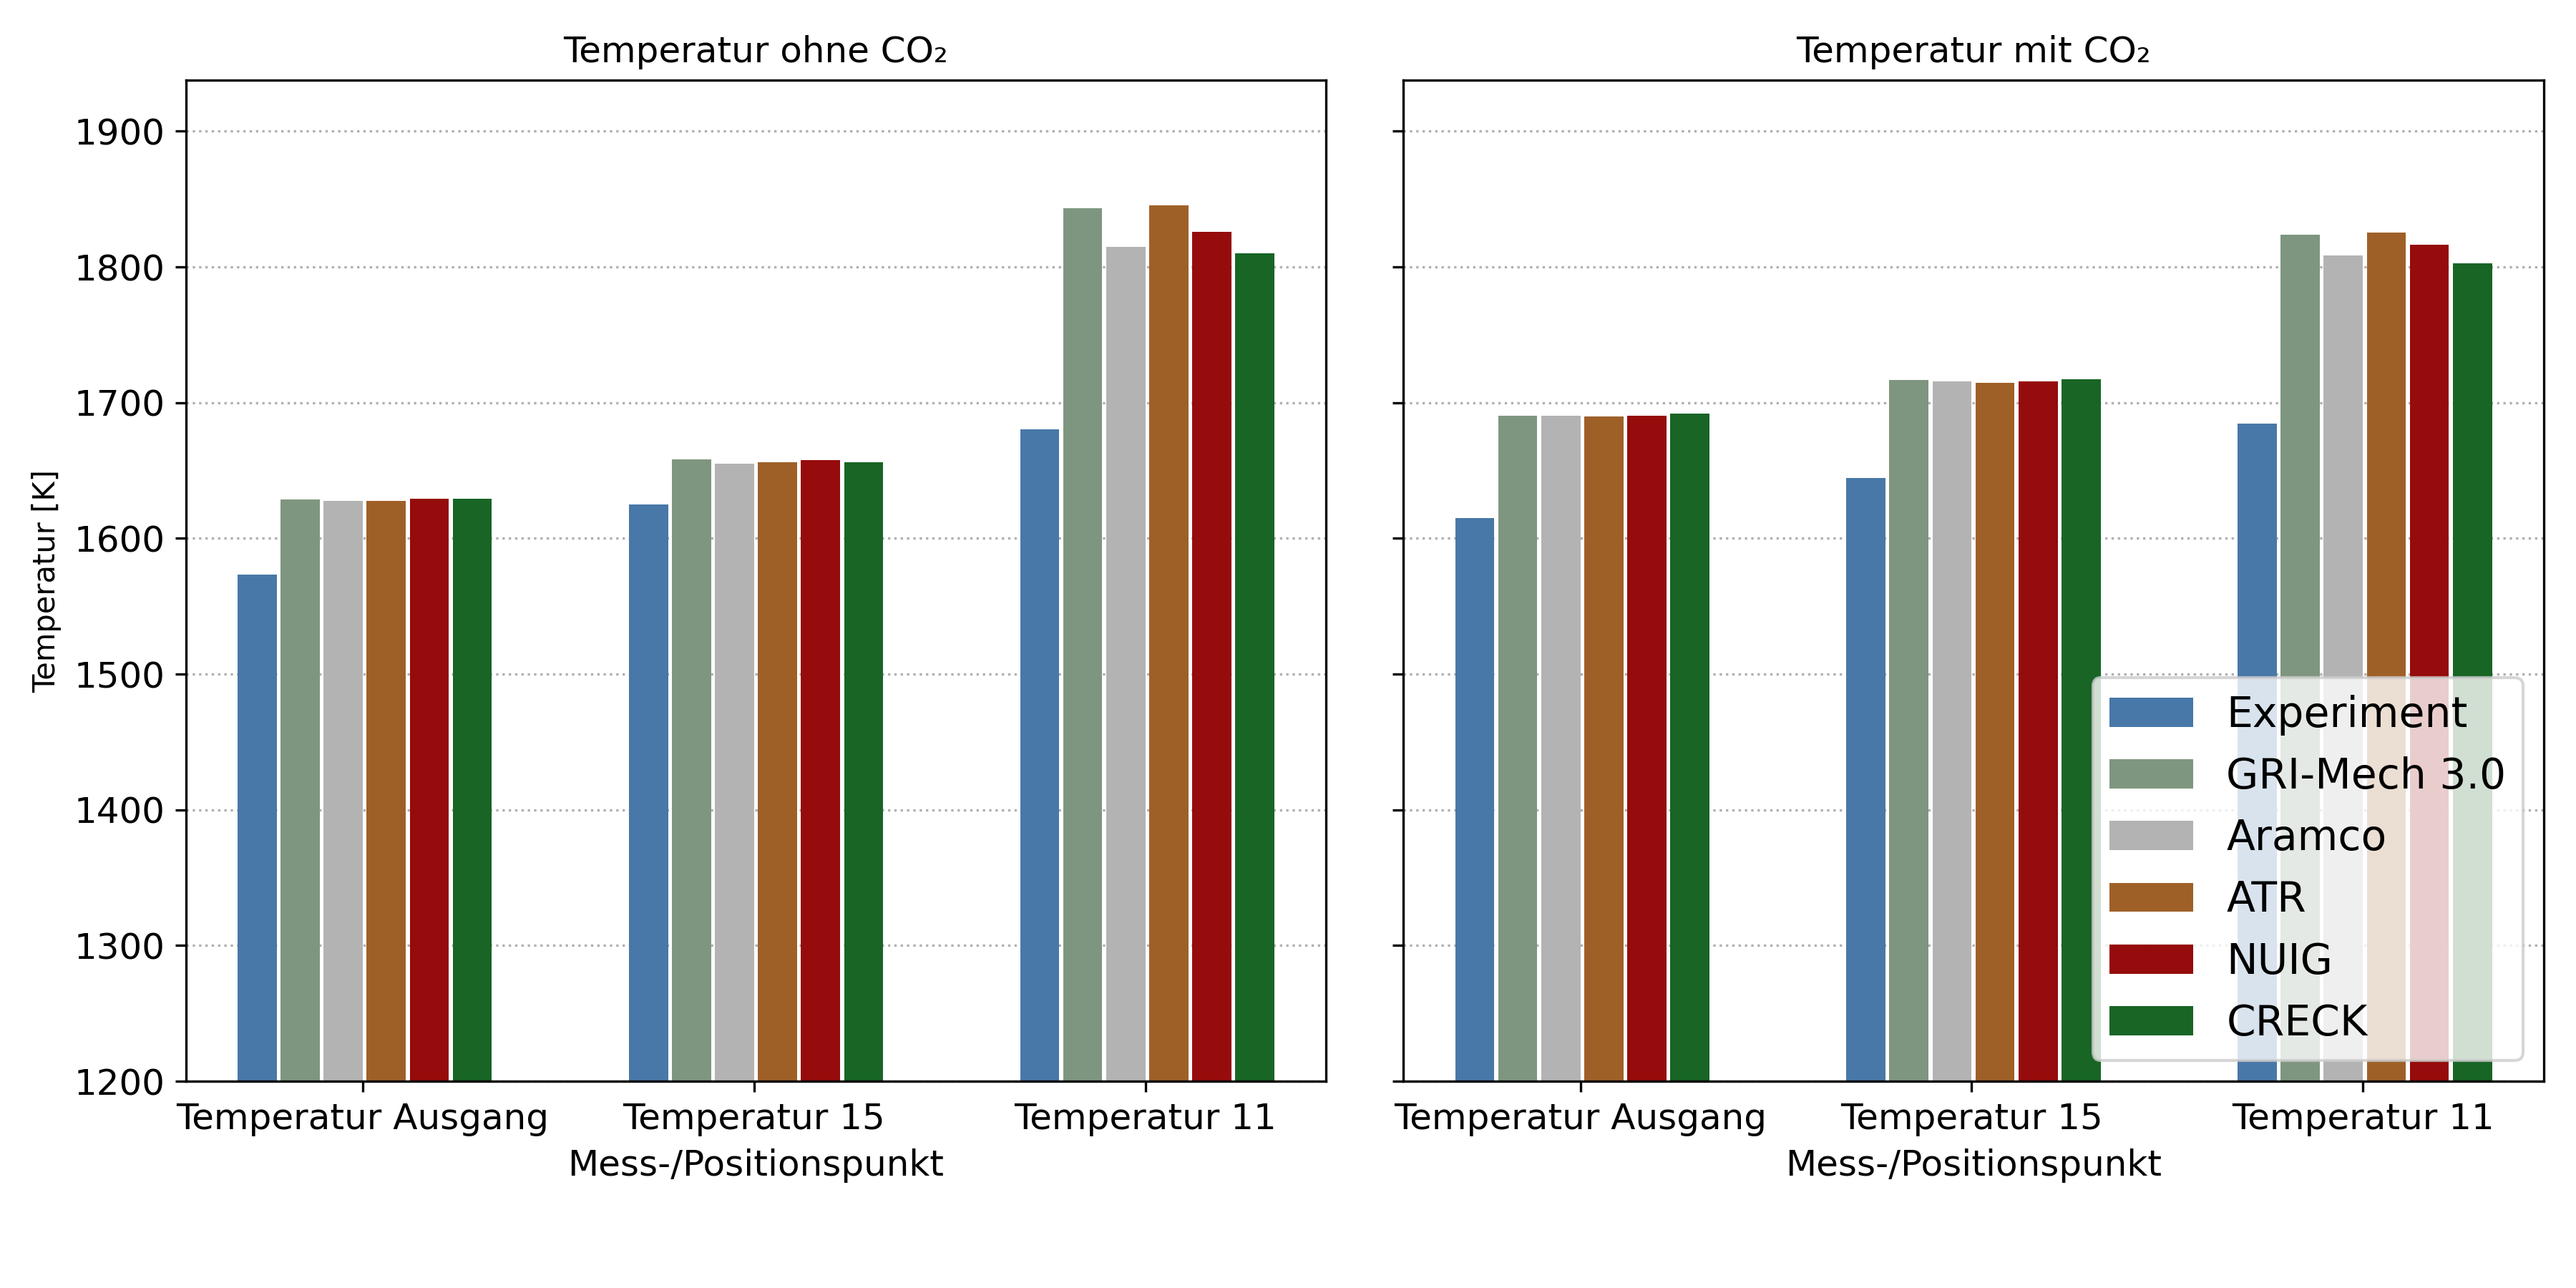 Temperatur ohne CO₂
Temperatur mit CO₂
Temperatur [K]
1900
1800
1700
1600
1500
1400
1300
1200
Temperatur Ausgang
Temperatur 15
Temperatur 11
Mess-/Positionspunkt
Temperatur Ausgang
Temperatur 15
Temperatur 11
Mess-/Positionspunkt
Experiment
GRI-Mech 3.0
Aramco
ATR
NUIG
CRECK